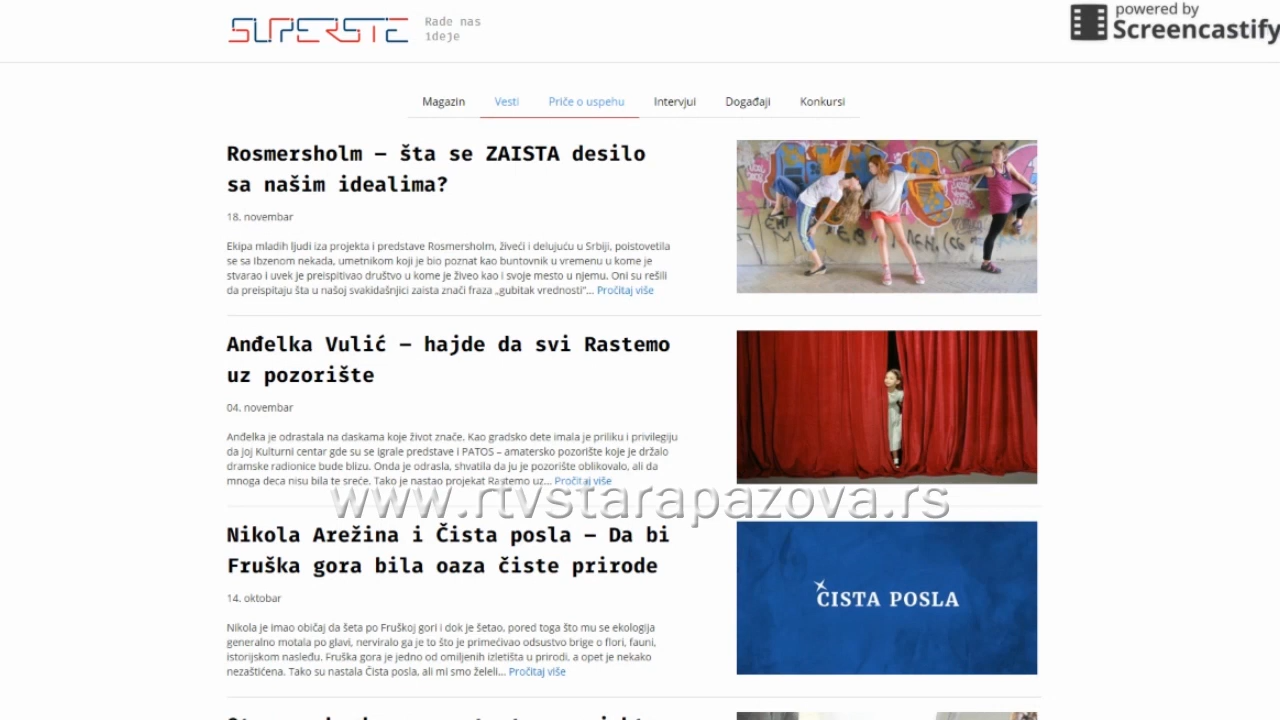 SUPERSTE
Rade nas
ideje
powered by
Screencastify
Magazin Vesti Priče o uspehu Intervjui Događaji Konkursi
Rosmersholm – šta se ZAISTA desilo
sa našim idealima?
18. novembar
Ekipa mladih ljudi iza projekta i predstave Rosmersholm, živeći i delujuću u Srbiji, poistovetila
se sa Ibzenom nekada, umetnikom koji je bio poznat kao buntovnik u vremenu u kome je
stvarao i uvek je preispitivao društvo u kome je živeo kao i svoje mesto u njemu. Oni su rešili
da preispitaju šta u našoj svakidašnjici zaista znači fraza „gubitak vrednosti“... Pročitaj više
Anđelka Vulić – hajde da svi Rastemo
uz pozorište
04. novembar
Anđelka je odrastala na daskama koje život znače. Kao gradsko dete imala je priliku i privilegiju
da joj Kulturni centar gde su se igrale predstave i PATOS – amatersko pozorište koje je držalo
dramske radionice bude blizu. Onda je odrasla, shvatila da ju je pozorište oblikovalo, ali da
mnoga deca nisu bila te sreće. Tako je nastao projekat Rastemo uz... Pročitaj više
www.rtvstarapazova.rs
Nikola Arežina i Čista posla – Da bi
Fruška gora bila oaza čiste prirode
14. oktobar
Nikola je imao običaj da šeta po Fruškoj gori i dok je šetao, pored toga što mu se ekologija
generalno motala po glavi, nerviralo ga je to što je primećivao odsustvo brige o flori, fauni,
istorijskom nasleđu. Fruška gora je jedno od omiljenih izletišta u prirodi, a opet je nekako
nezaštićena. Tako su nastala Čista posla, ali mi smo želeli... Pročitaj više
ČISTA POSLA